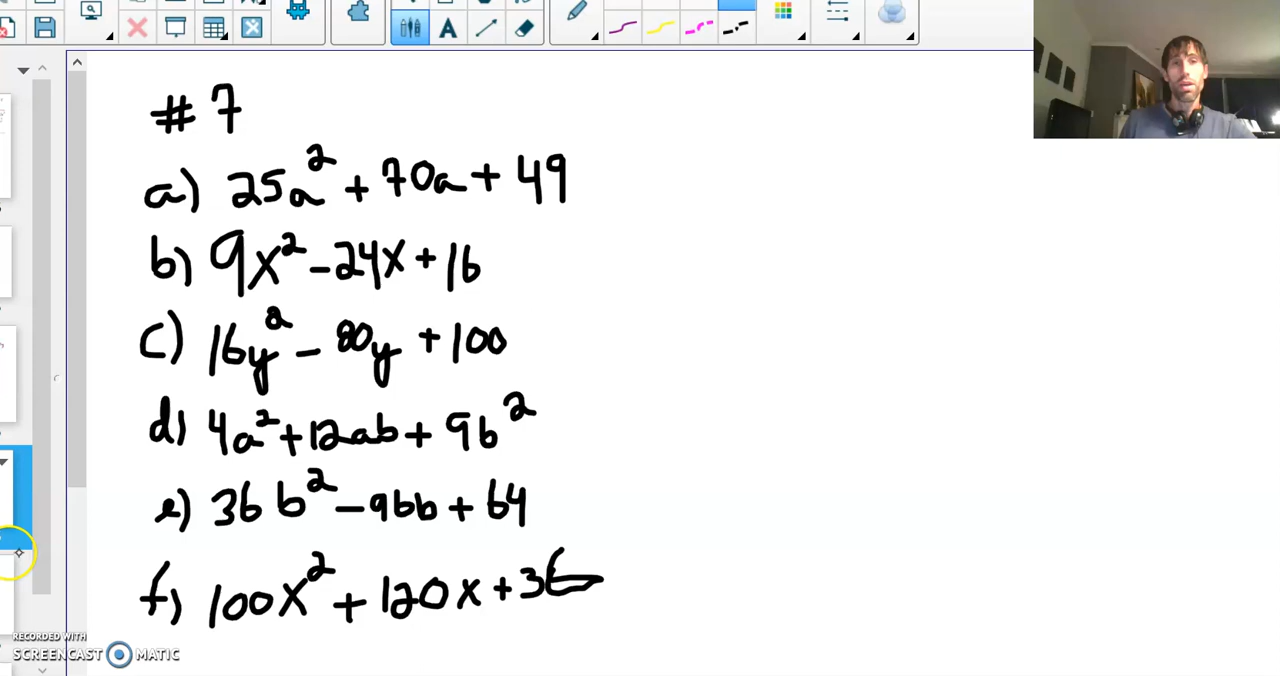 # 7
a) 25a² + 70a + 49
b) 9x² - 24x + 16
c) 16y² - 80y + 100
d) 4a² + 12ab + 9b²
e) 36b² - 96b + 64
f) 100x² + 120x + 36
RECORDED WITH
SCREENCAST MATIC